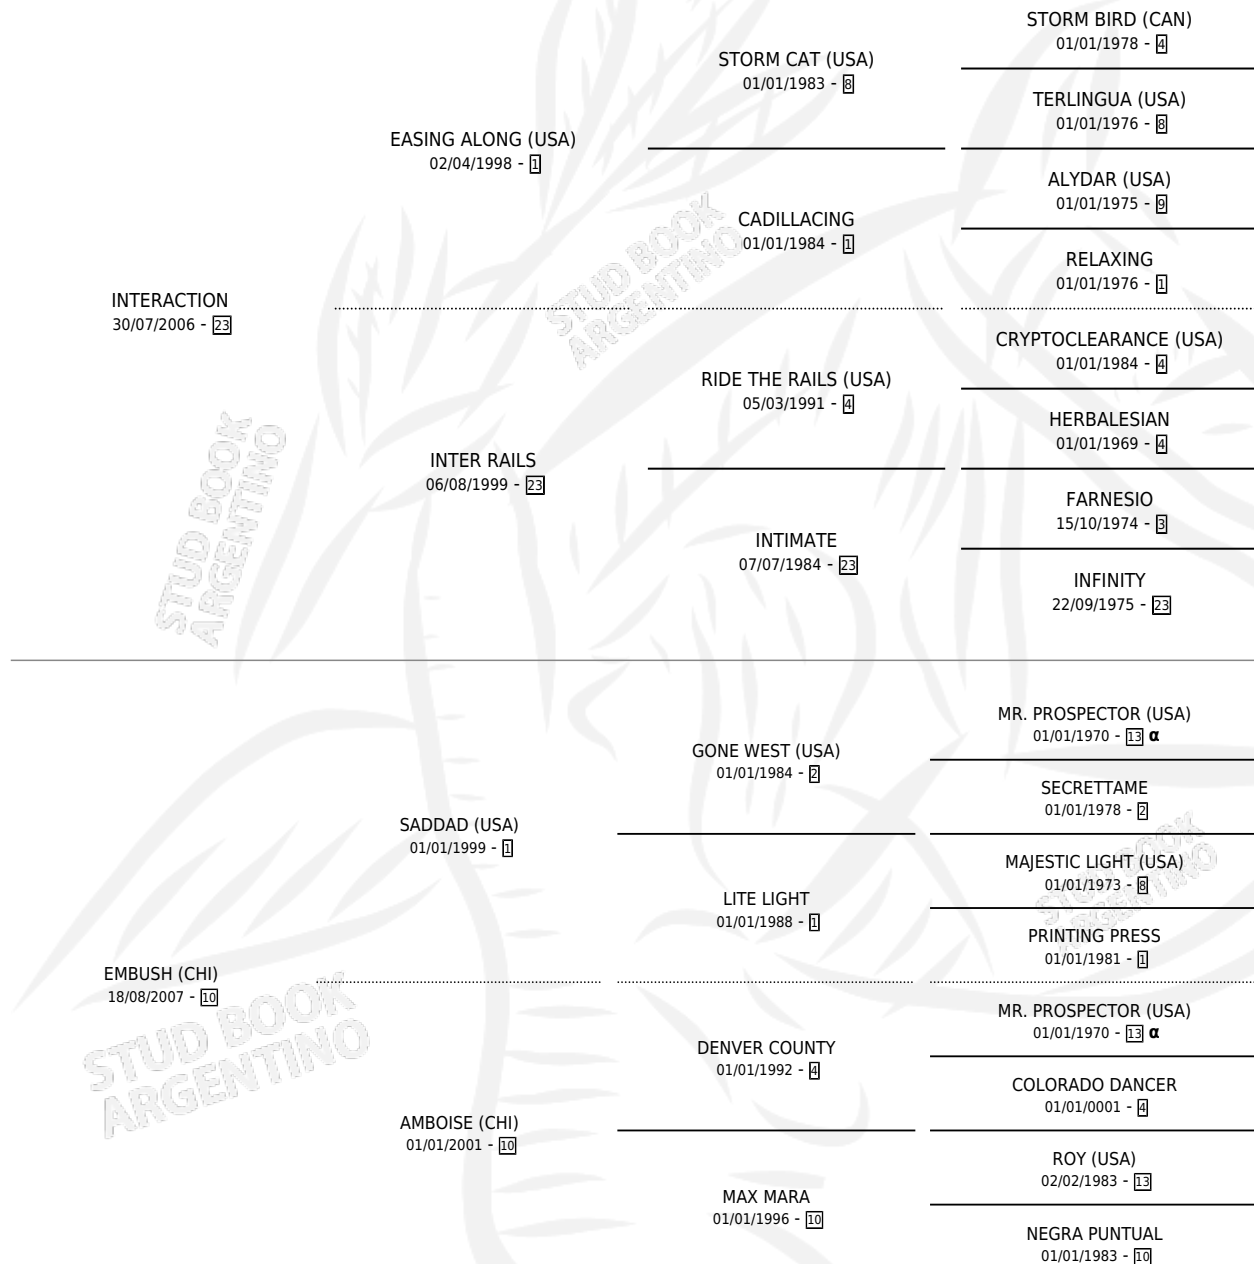 STORM BIRD (CAN)
01/01/1978 - 4
STORM CAT (USA)
01/01/1983 - 8
TERLINGUA (USA)
01/01/1976 - 8
EASING ALONG (USA)
02/04/1998 - 1
ALYDAR (USA)
01/01/1975 - 9
CADILLACING
01/01/1984 - 1
RELAXING
01/01/1976 - 1
INTERACTION
30/07/2006 - 23
CRYPTOCLEARANCE (USA)
01/01/1984 - 4
RIDE THE RAILS (USA)
05/03/1991 - 4
HERBALESIAN
01/01/1969 - 4
INTER RAILS
06/08/1999 - 23
FARNESIO
15/10/1974 - 3
INTIMATE
07/07/1984 - 23
INFINITY
22/09/1975 - 23
MR. PROSPECTOR (USA)
01/01/1970 - 13 α
GONE WEST (USA)
01/01/1984 - 2
SECRETTAME
01/01/1978 - 2
SADDAD (USA)
01/01/1999 - 1
MAJESTIC LIGHT (USA)
01/01/1973 - 8
LITE LIGHT
01/01/1988 - 1
PRINTING PRESS
01/01/1981 - 1
EMBUSH (CHI)
18/08/2007 - 10
MR. PROSPECTOR (USA)
01/01/1970 - 13 α
DENVER COUNTY
01/01/1992 - 4
COLORADO DANCER
01/01/0001 - 4
AMBOISE (CHI)
01/01/2001 - 10
ROY (USA)
02/02/1983 - 13
MAX MARA
01/01/1996 - 10
NEGRA PUNTUAL
01/01/1983 - 10
STUD BOOK
ARGENTINO
STUD BOOK
ARGENTINO
STUD BOOK
ARGENTINO
STUD BOOK
ARGENTINO